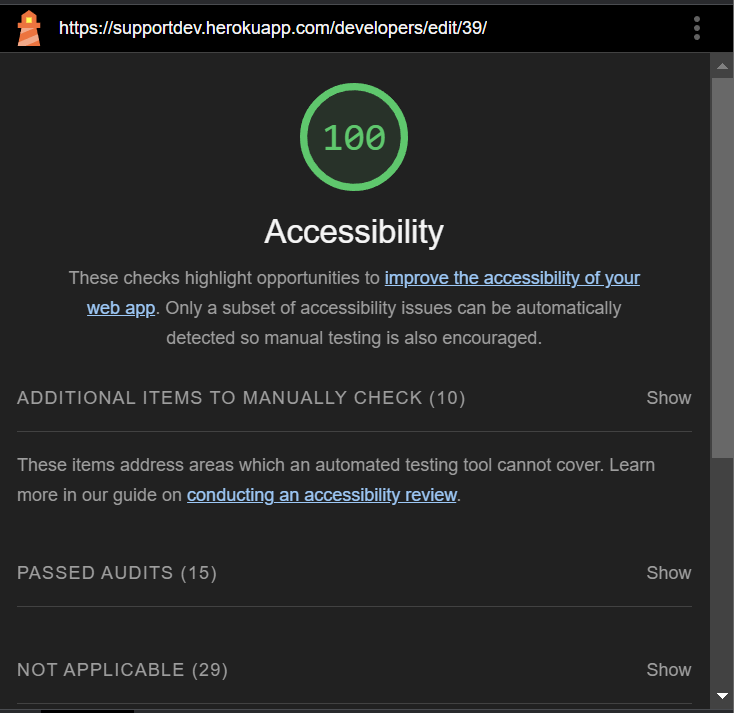 https://supportdev.herokuapp.com/developers/edit/39/
100
Accessibility
These checks highlight opportunities to improve the accessibility of your
web app. Only a subset of accessibility issues can be automatically
detected so manual testing is also encouraged.
ADDITIONAL ITEMS TO MANUALLY CHECK (10) Show
These items address areas which an automated testing tool cannot cover. Learn
more in our guide on conducting an accessibility review.
PASSED AUDITS (15) Show
NOT APPLICABLE (29) Show